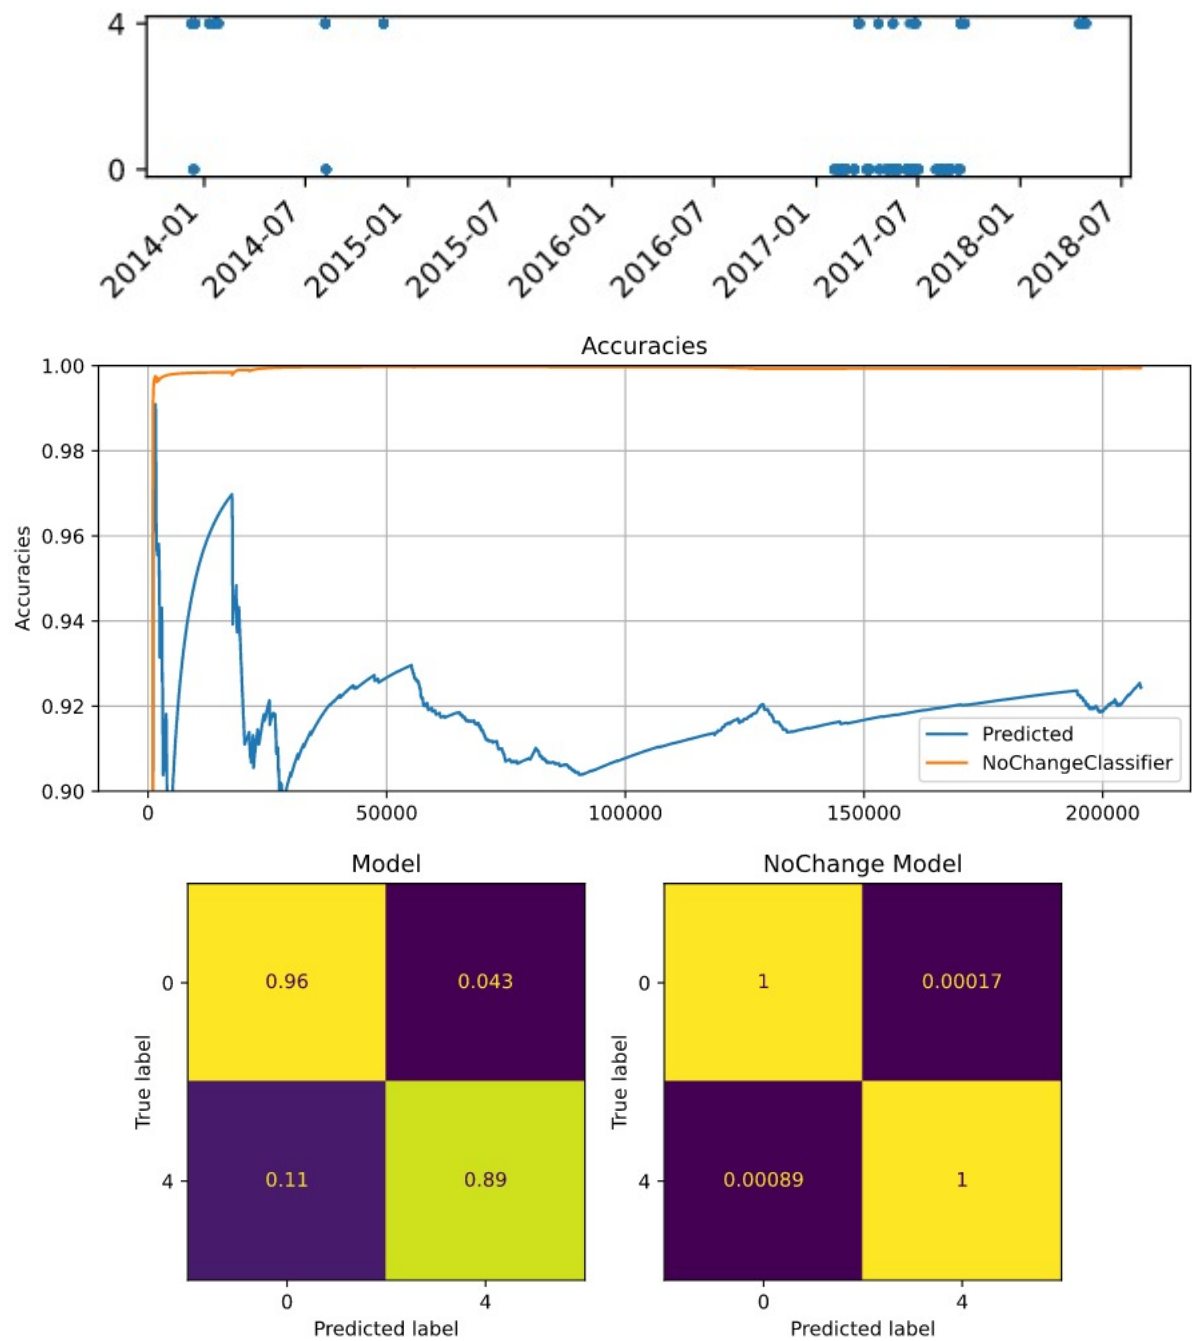 4
0
2014-01 2014-07 2015-01 2015-07 2016-01 2016-07 2017-01 2017-07 2018-01 2018-07
Accuracies
1.00
0.98
0.96
0.94
0.92
0.90
Accuracies
Predicted
NoChangeClassifier
0 50000 100000 150000 200000
Model
0.96 0.043
0.11 0.89
0
4
True label
0 4
Predicted label
NoChange Model
1 0.00017
0.00089 1
0
4
True label
0 4
Predicted label